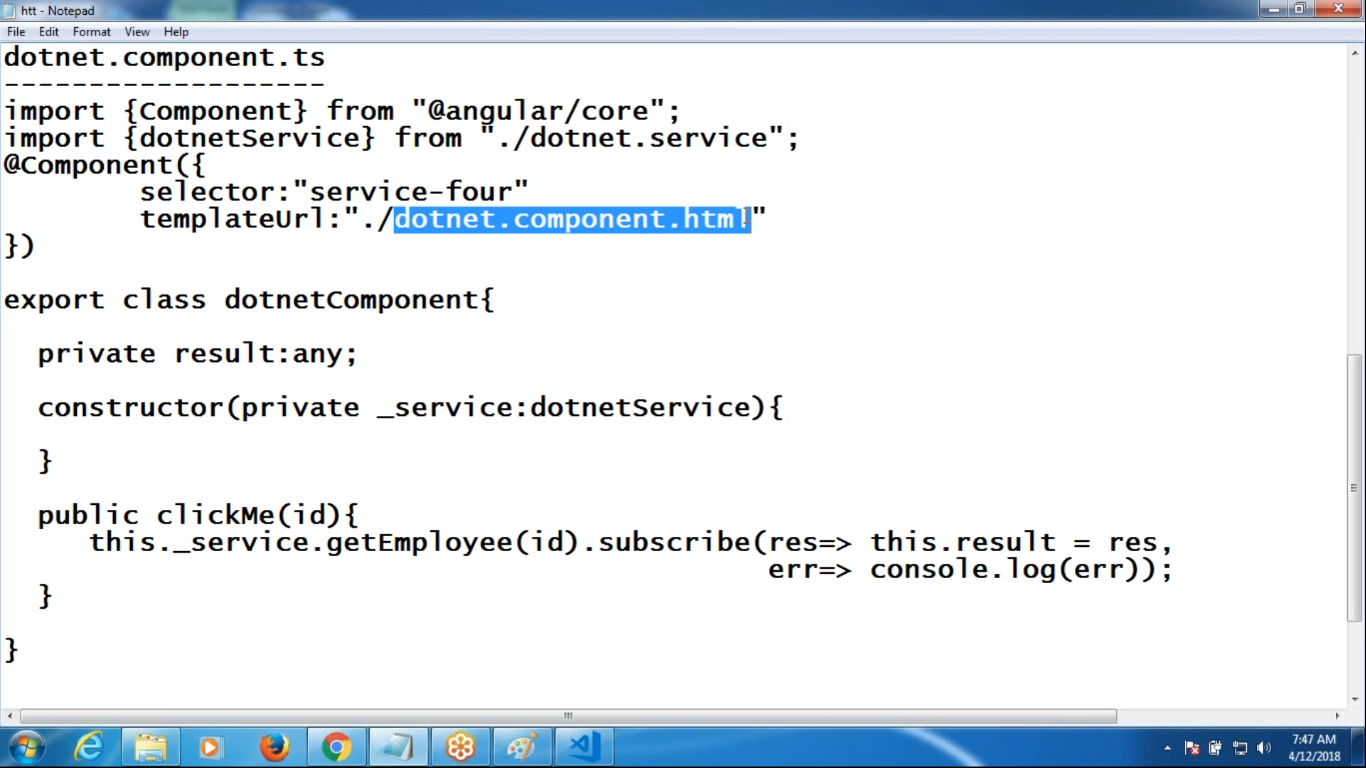 htt - Notepad
File Edit Format View Help
dotnet.component.ts
-------------------
import {Component} from "@angular/core";
import {dotnetService} from "./dotnet.service";
@Component({
        selector:"service-four"
        templateUrl:"./dotnet.component.html"
})
export class dotnetComponent{
  private result:any;
  constructor(private _service:dotnetService){
  }
  public clickMe(id){
     this._service.getEmployee(id).subscribe(res=> this.result = res,
                                             err=> console.log(err));
  }
}
7:47 AM
4/12/2018